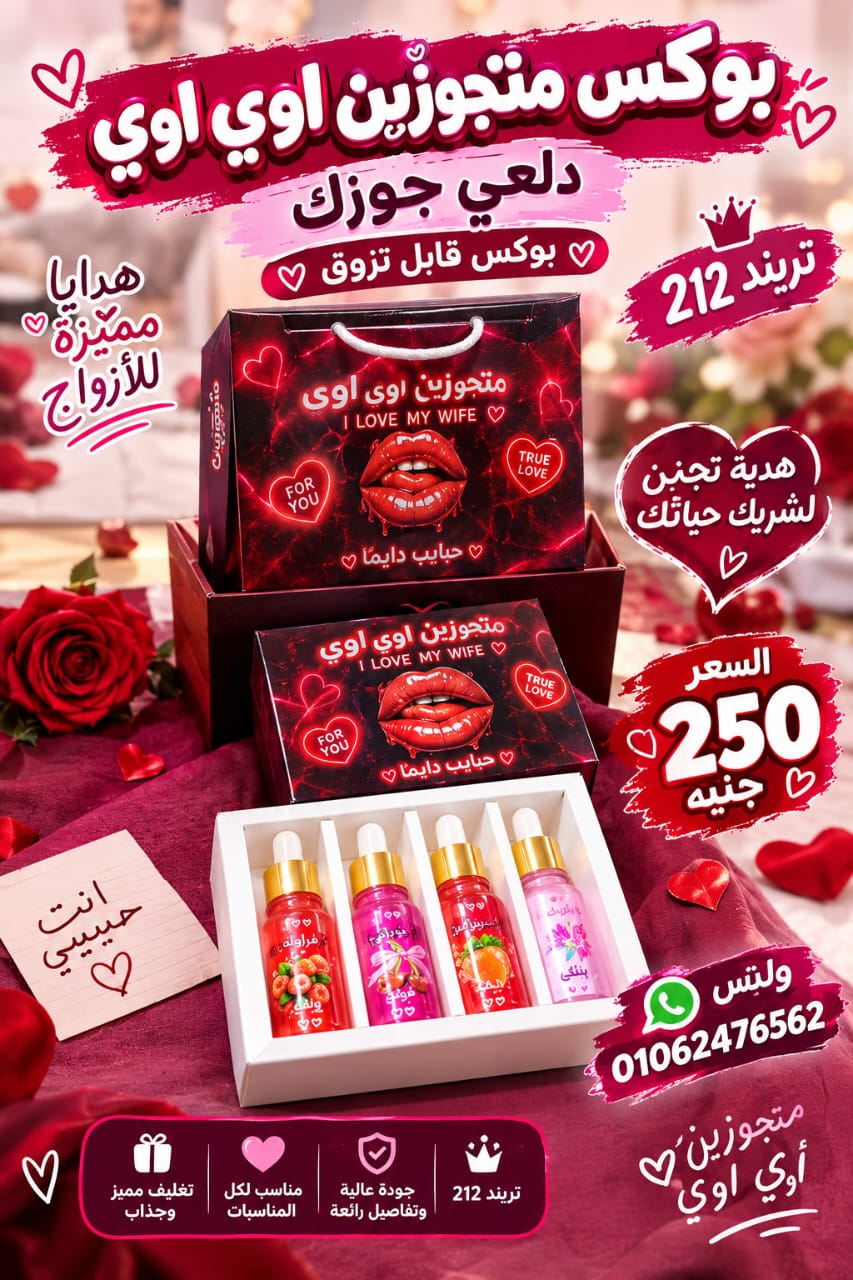 بوكس متجوزين اوي اوي
دلعي جوزك
بوكس قابل تزوق
هدايا
مميزة
للأزواج
تريند 212
متجوزين اوي اوي
I LOVE MY WIFE
FOR
YOU
TRUE
LOVE
حبايب دايمًا
هدية تجنن
لشريك حياتك
متجوزين اوي اوي
I LOVE MY WIFE
FOR
YOU
TRUE
LOVE
حبايب دايمًا
السعر
250
جنيه
انت
حبيبي
فراولة
ولتس
01062476562
تغليف مميز
وجذاب
مناسب لكل
المناسبات
جودة عالية
وتفاصيل رائعة
تريند 212
متجوزين
أوي اوي